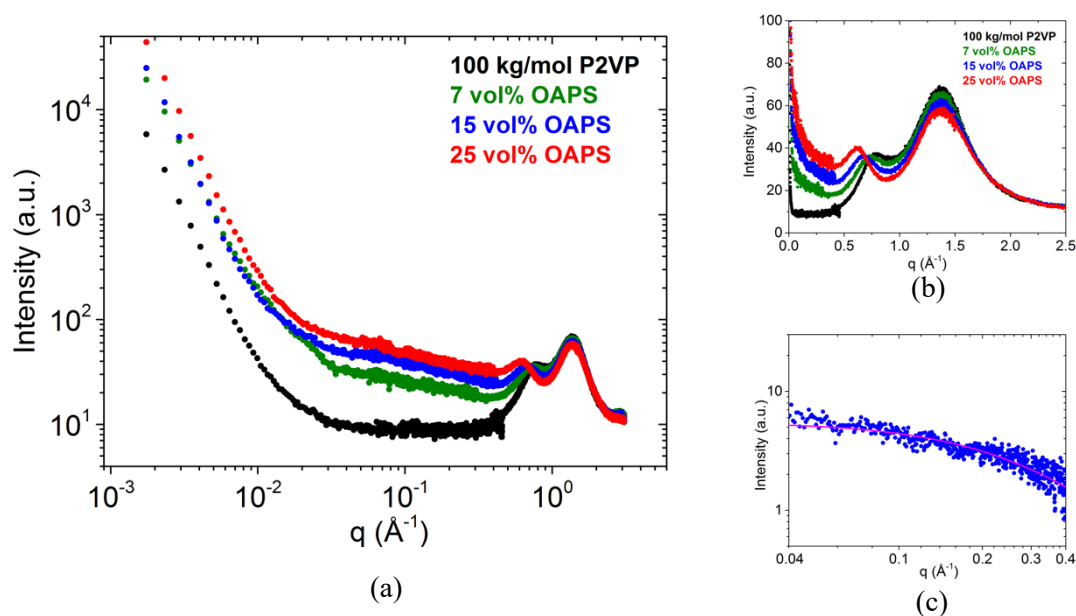 Intensity (a.u.)
10⁴
10³
10²
10¹
10⁻³
10⁻²
10⁻¹
10⁰
q (Å⁻¹)
100 kg/mol P2VP
7 vol% OAPS
15 vol% OAPS
25 vol% OAPS
(a)
Intensity (a.u.)
100
80
60
40
20
0
0.0
0.5
1.0
1.5
2.0
2.5
q (Å⁻¹)
100 kg/mol P2VP
7 vol% OAPS
15 vol% OAPS
25 vol% OAPS
(b)
Intensity (a.u.)
10
1
0.04
0.1
0.2
0.3
0.4
q (Å⁻¹)
(c)